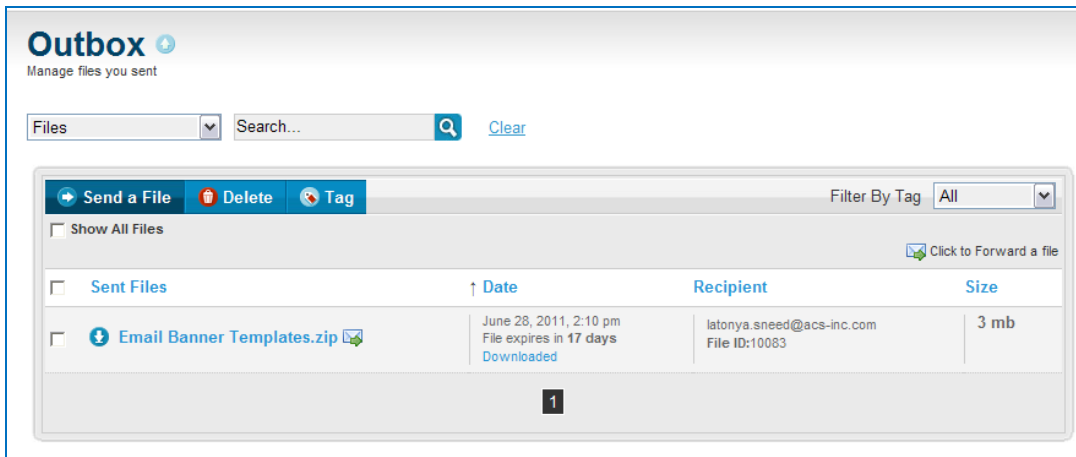 Outbox
Manage files you sent
Files Search... Clear
Send a File Delete Tag Filter By Tag All
Show All Files
Click to Forward a file
Sent Files ↑ Date Recipient Size
Email Banner Templates.zip
June 28, 2011, 2:10 pm
File expires in 17 days
Downloaded
latonya.sneed@acs-inc.com
File ID:10083
3 mb
1